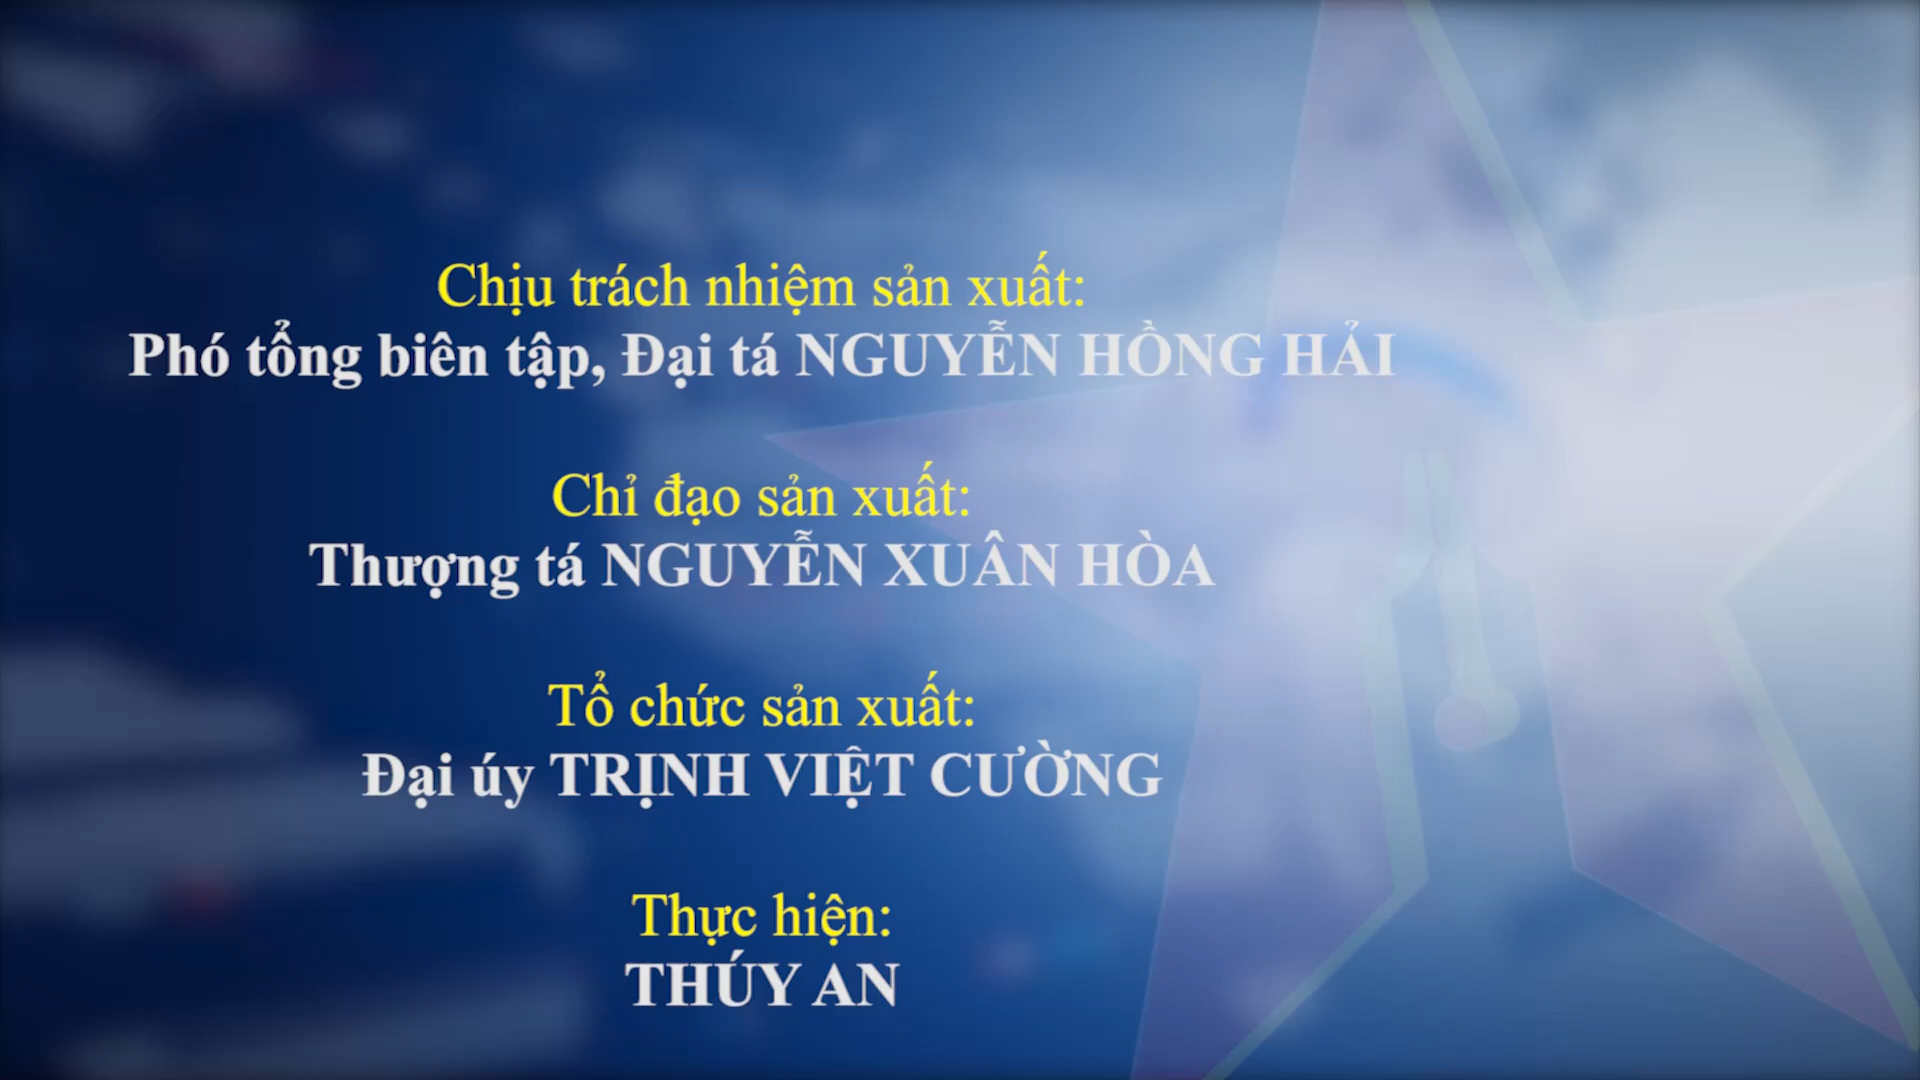 Chịu trách nhiệm sản xuất:
Phó tổng biên tập, Đại tá NGUYỄN HỒNG HẢI
Chỉ đạo sản xuất:
Thượng tá NGUYỄN XUÂN HÒA
Tổ chức sản xuất:
Đại úy TRỊNH VIỆT CƯỜNG
Thực hiện:
THÚY AN